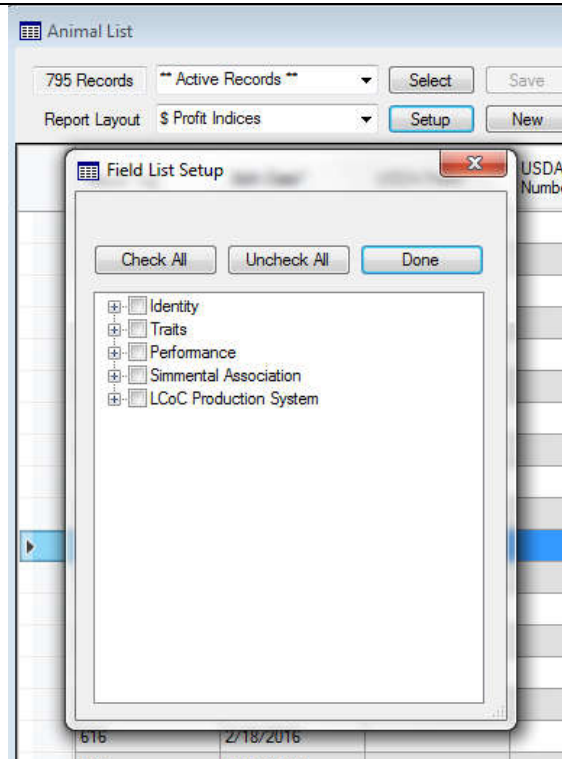 Animal List
795 Records ** Active Records ** Select Save
Report Layout $ Profit Indices Setup New
Field List Setup
USDA
Check All Uncheck All Done
Identity
Traits
Performance
Simmental Association
LCoC Production System
616 2/18/2016